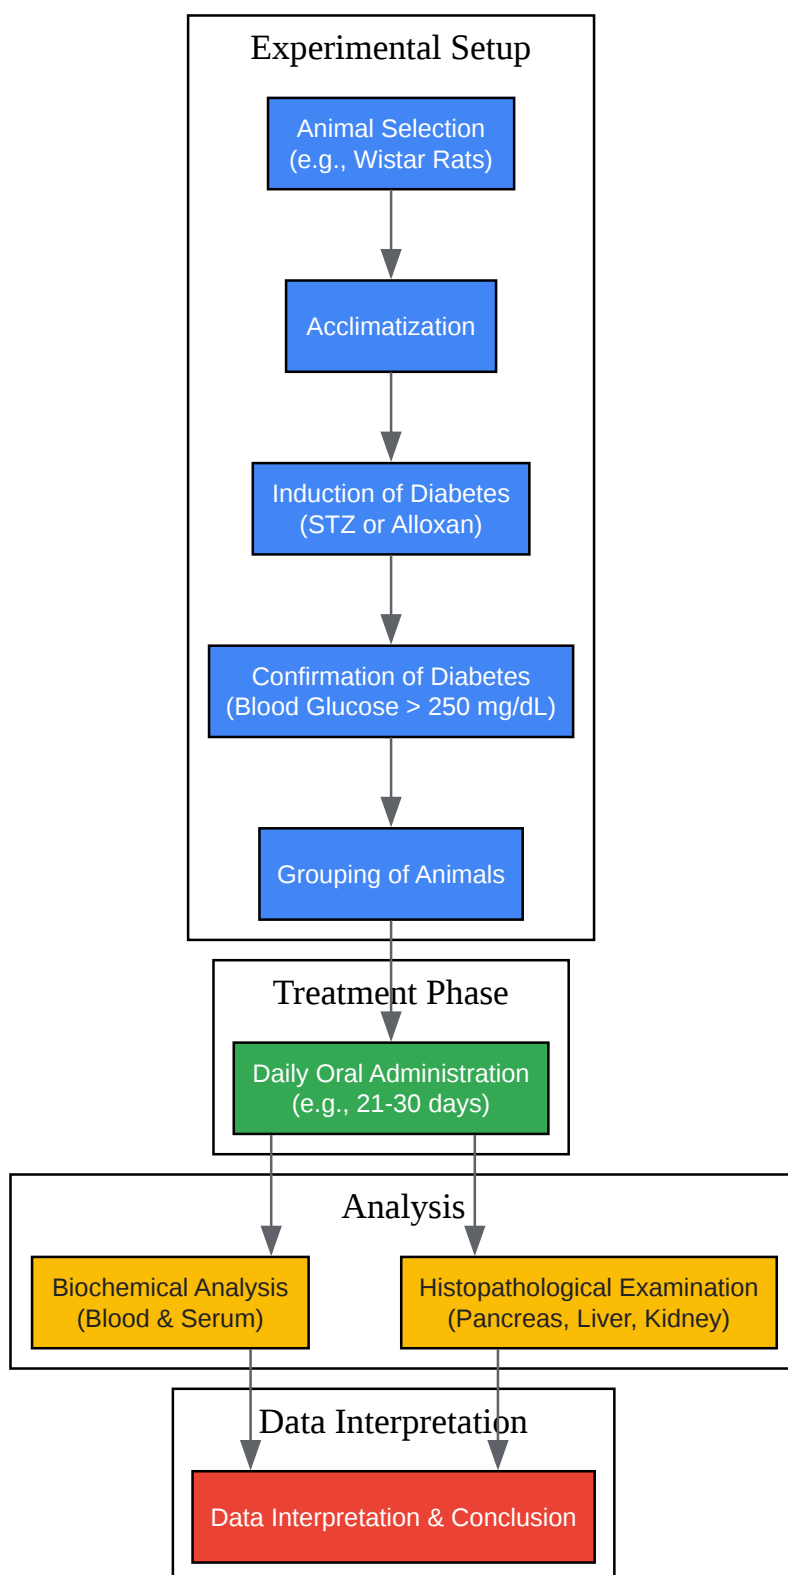 Experimental Setup
Animal Selection
(e.g., Wistar Rats)
Acclimatization
Induction of Diabetes
(STZ or Alloxan)
Confirmation of Diabetes
(Blood Glucose > 250 mg/dL)
Grouping of Animals
Treatment Phase
Daily Oral Administration
(e.g., 21-30 days)
Analysis
Biochemical Analysis
(Blood & Serum)
Histopathological Examination
(Pancreas, Liver, Kidney)
Data Interpretation
Data Interpretation & Conclusion